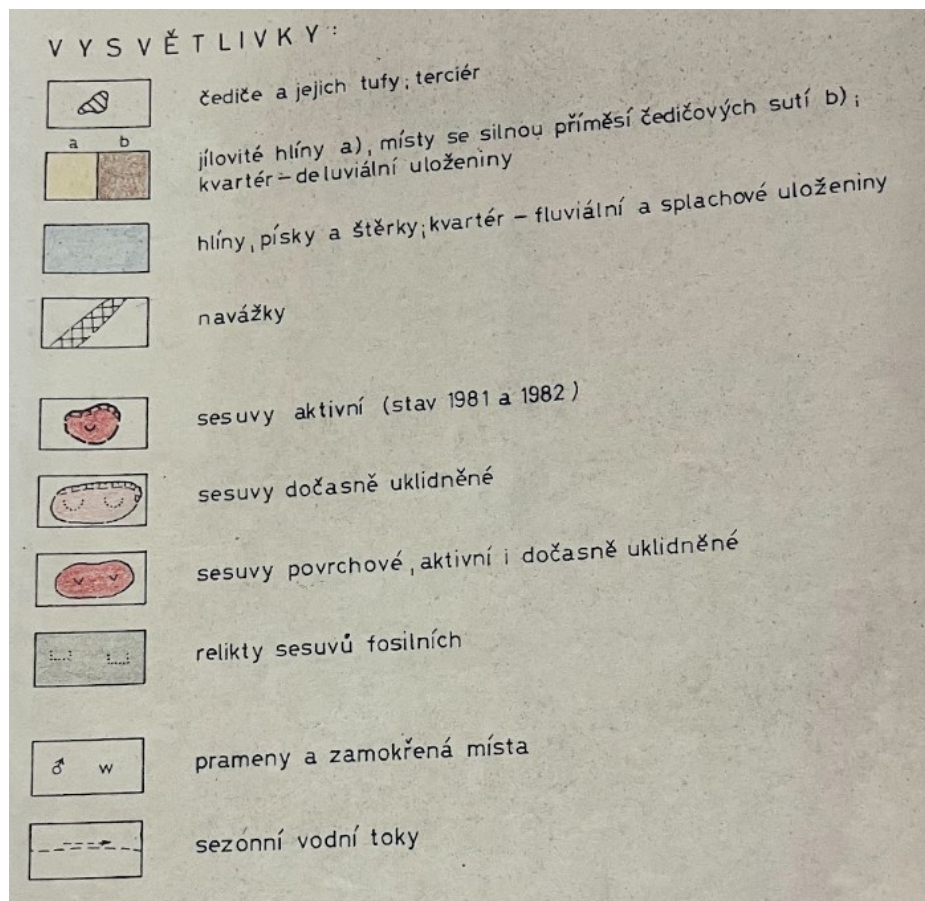 VYSVĚTLIVKY:
čediče a jejich tufy; terciér
a b
jílovité hlíny a), místy se silnou příměsí čedičových sutí b);
kvartér – deluviální uloženiny
hlíny, písky a štěrky; kvartér – fluviální a splachové uloženiny
navážky
sesuvy aktivní (stav 1981 a 1982)
sesuvy dočasně uklidněné
sesuvy povrchové, aktivní i dočasně uklidněné
relikty sesuvů fosilních
w
prameny a zamokřená místa
sezónní vodní toky